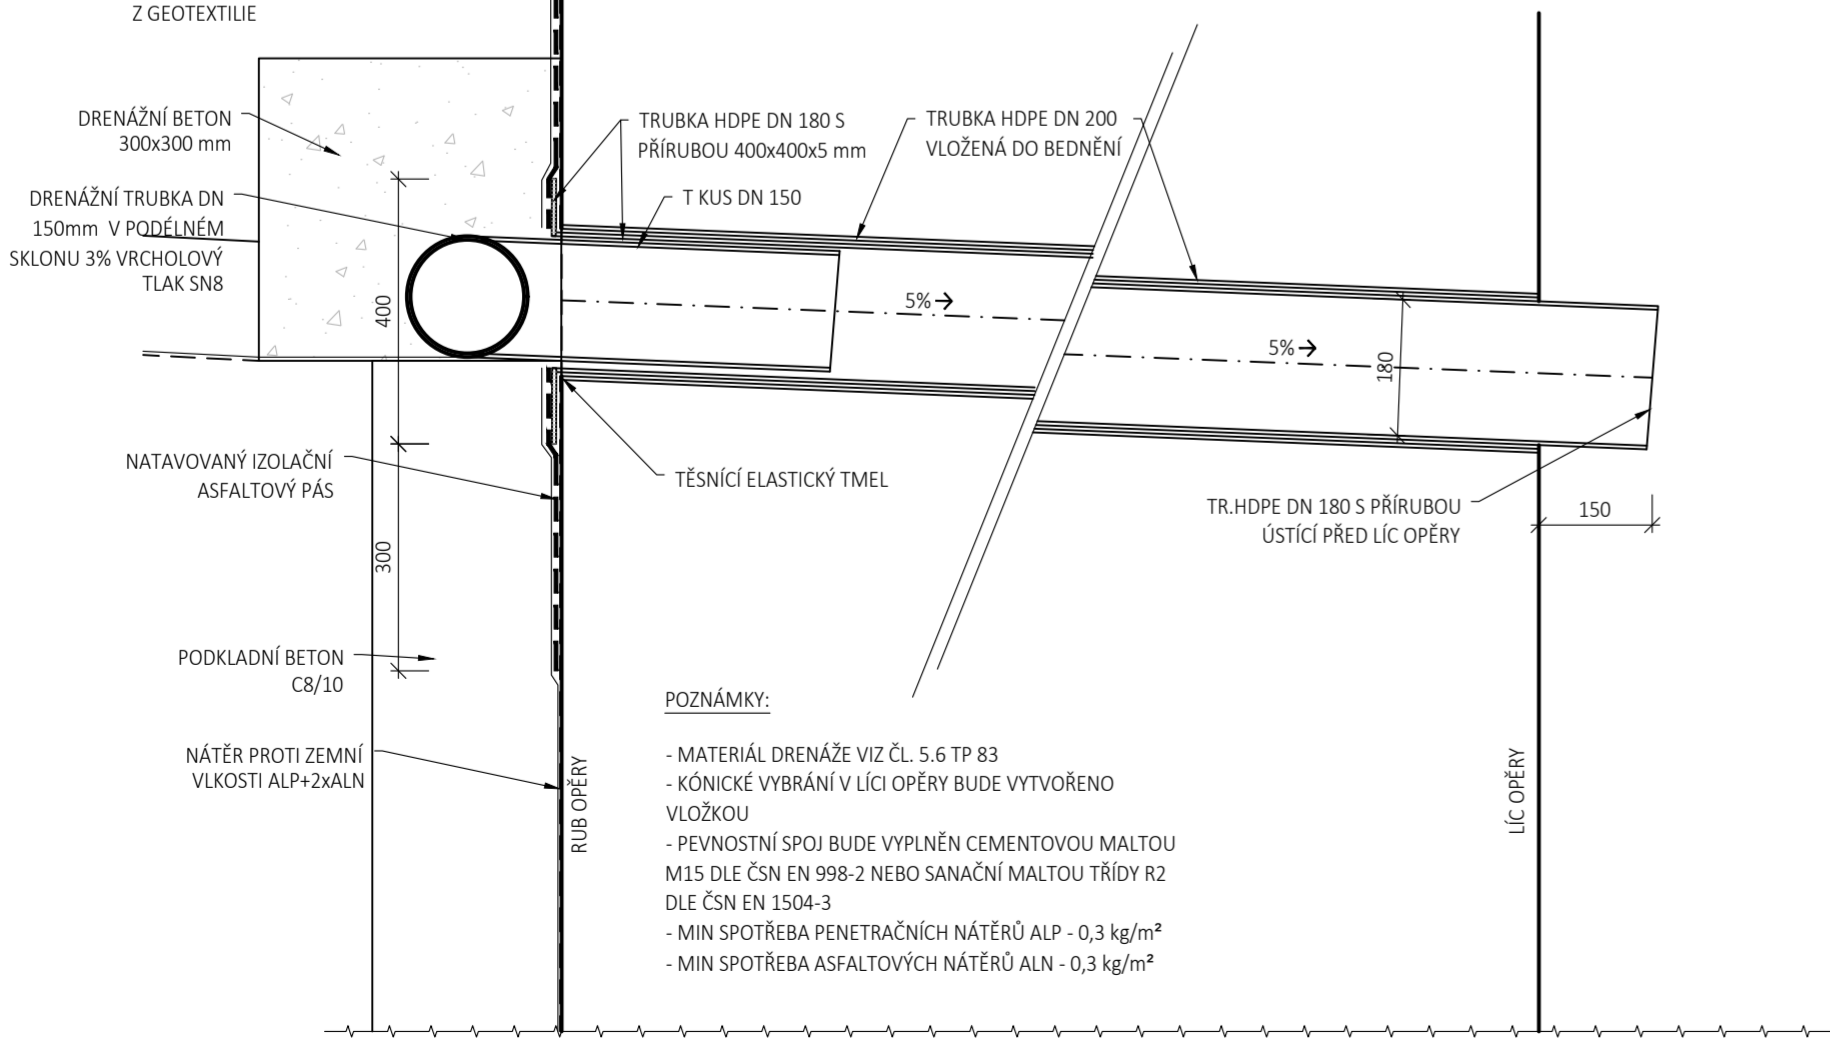 Z GEOTEXTILIE
DRENÁŽNÍ BETON
300x300 mm
DRENÁŽNÍ TRUBKA DN
150mm V PODÉLNÉM
SKLONU 3% VRCHOLOVÝ
TLAK SN8
TRUBKA HDPE DN 180 S
PŘÍRUBOU 400x400x5 mm
T KUS DN 150
TRUBKA HDPE DN 200
VLOŽENÁ DO BEDNĚNÍ
400
5%
5%
180
NATAVOVANÝ IZOLAČNÍ
ASFALTOVÝ PÁS
TĚSNÍCÍ ELASTICKÝ TMEL
TR.HDPE DN 180 S PŘÍRUBOU
ÚSTÍCÍ PŘED LÍC OPĚRY
150
300
PODKLADNÍ BETON
C8/10
NÁTĚR PROTI ZEMNÍ
VLHKOSTI ALP+2xALN
RUB OPĚRY
LÍC OPĚRY
POZNÁMKY:
- MATERIÁL DRENÁŽE VIZ ČL. 5.6 TP 83
- KÓNICKÉ VYBRÁNÍ V LÍCI OPĚRY BUDE VYTVOŘENO
VLOŽKOU
- PEVNOSTNÍ SPOJ BUDE VYPLNĚN CEMENTOVOU MALTOU
M15 DLE ČSN EN 998-2 NEBO SANAČNÍ MALTOU TŘÍDY R2
DLE ČSN EN 1504-3
- MIN SPOTŘEBA PENETRAČNÍCH NÁTĚRŮ ALP - 0,3 kg/m²
- MIN SPOTŘEBA ASFALTOVÝCH NÁTĚRŮ ALN - 0,3 kg/m²